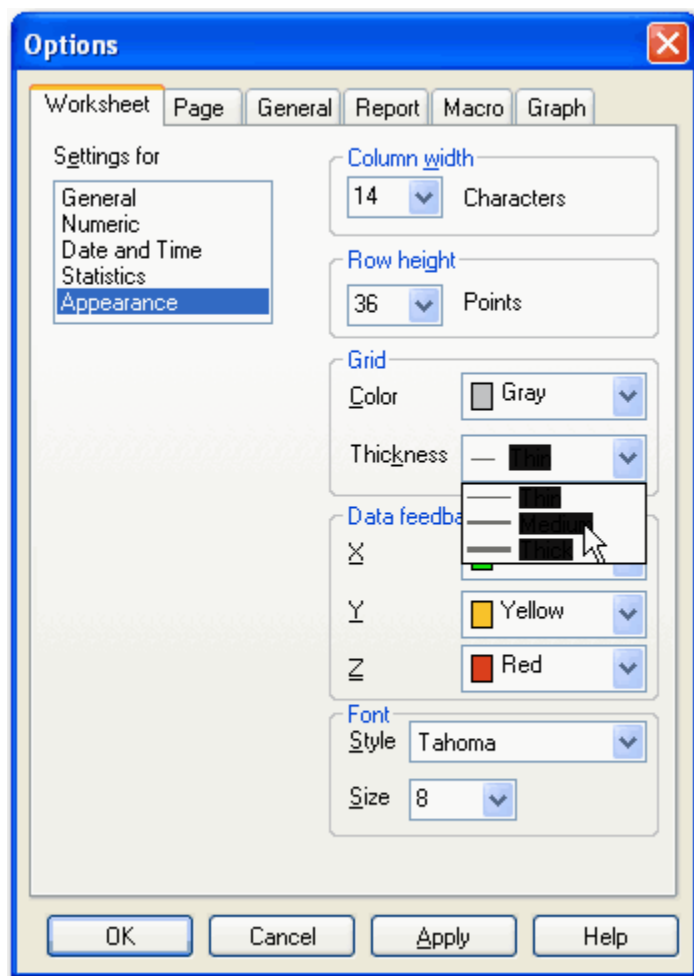 Options
Worksheet Page General Report Macro Graph
Settings for
General
Numeric
Date and Time
Statistics
Appearance
Column width
14 Characters
Row height
36 Points
Grid
Color Gray
Thickness Thin
Thin
Medium
Thick
Data
X
Y Yellow
Z Red
Font
Style Tahoma
Size 8
OK Cancel Apply Help